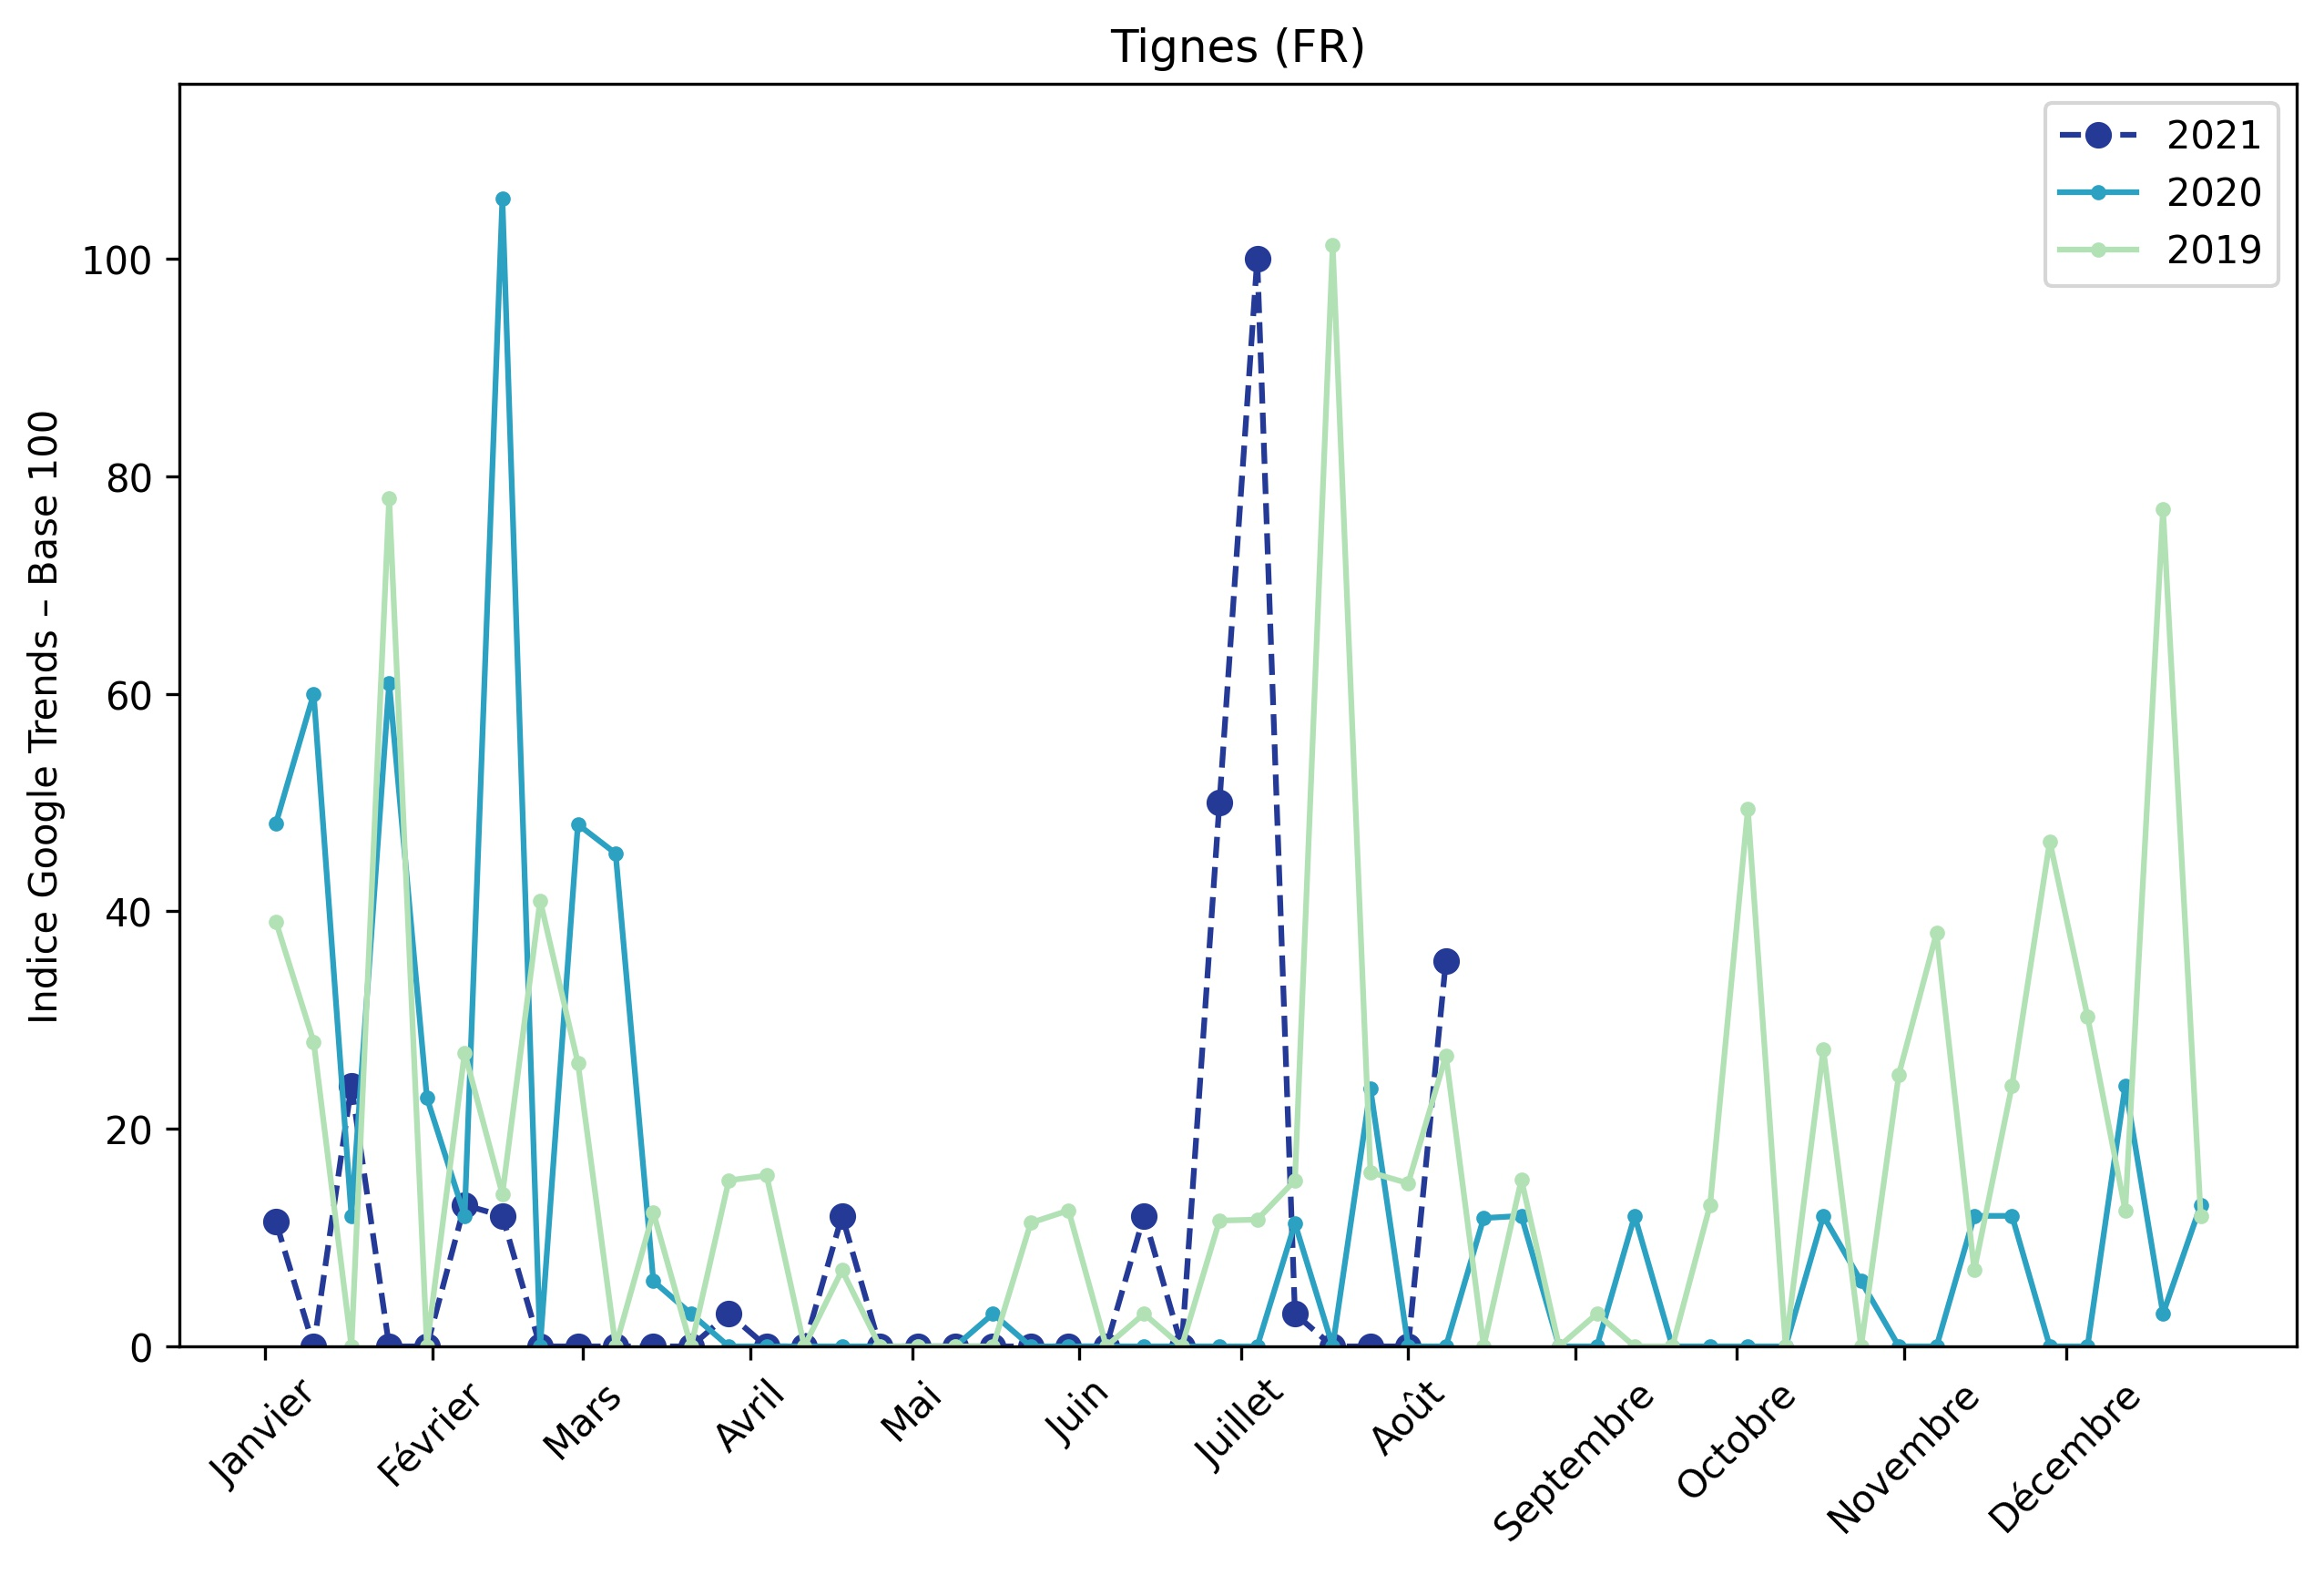 Tignes (FR)
Indice Google Trends – Base 100
100
80
60
40
20
0
2021
2020
2019
Janvier
Février
Mars
Avril
Mai
Juin
Juillet
Août
Septembre
Octobre
Novembre
Décembre